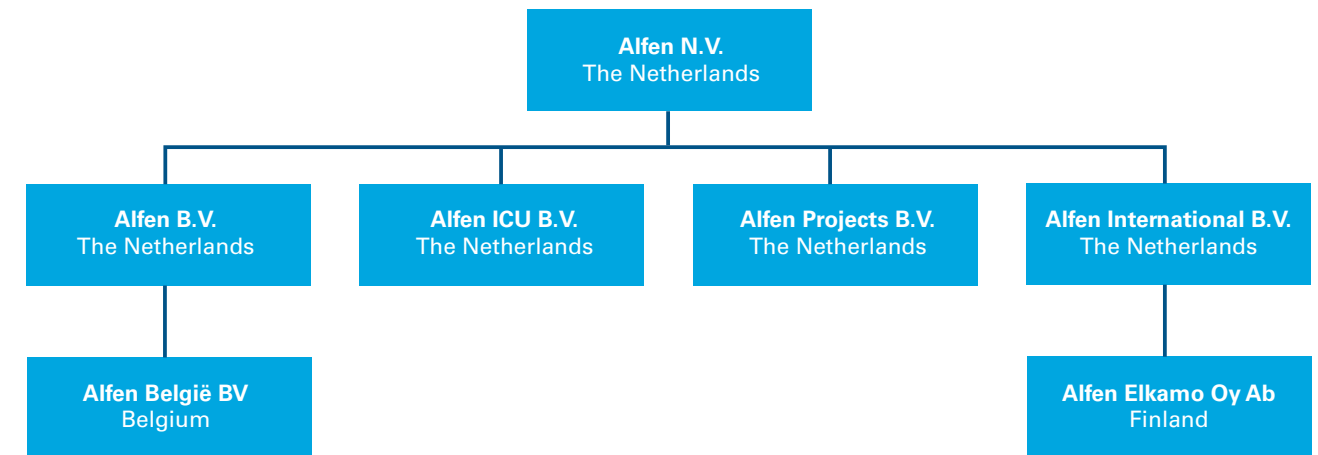 Alfen N.V.
The Netherlands
Alfen B.V.
The Netherlands
Alfen ICU B.V.
The Netherlands
Alfen Projects B.V.
The Netherlands
Alfen International B.V.
The Netherlands
Alfen België BV
Belgium
Alfen Elkamo Oy Ab
Finland